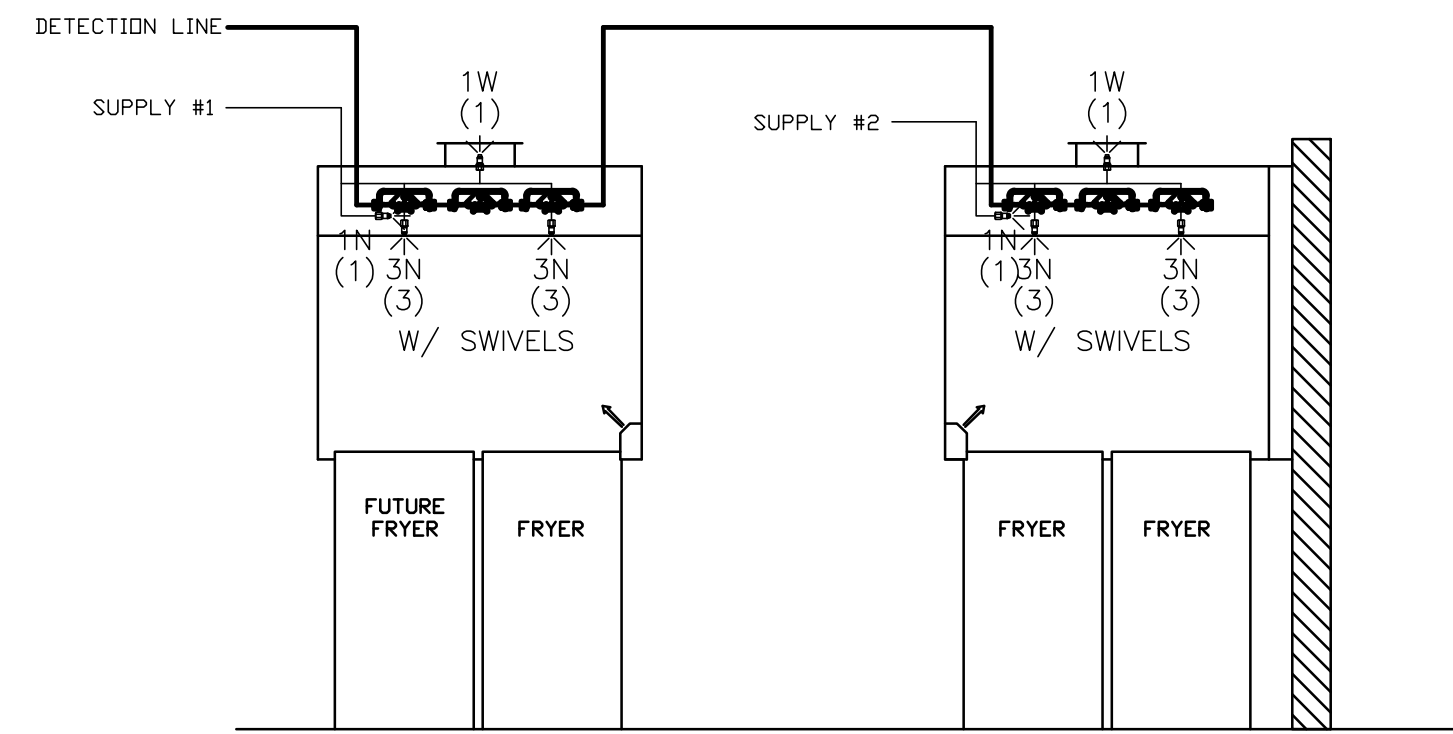 DETECTION LINE
SUPPLY #1
1W
(1)
1N
(1)
3N
(3)
3N
(3)
W/ SWIVELS
FUTURE
FRYER
FRYER
SUPPLY #2
1W
(1)
1N
(1)
3N
(3)
3N
(3)
W/ SWIVELS
FRYER
FRYER